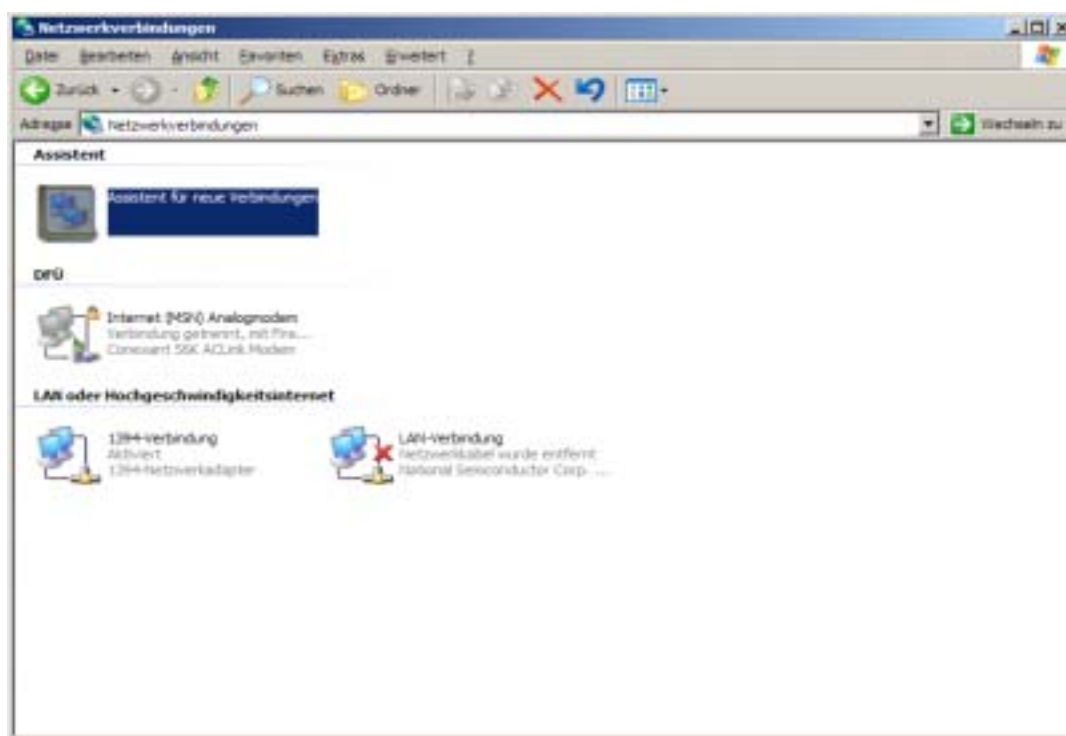 Netzwerkverbindungen
Datei Bearbeiten Ansicht Favoriten Extras Erweitert ?
Zurück Suchen Ordner
Adresse Netzwerkverbindungen Wechseln zu
Assistent
Assistent für neue Verbindungen
DFÜ
Internet (MSN) Analogmodem
Verbindung getrennt, mit Fire...
Conexant 56K ACLink Modem
LAN oder Hochgeschwindigkeitsinternet
1394-Verbindung
Aktiviert
1394-Netzwerkadapter
LAN-Verbindung
Netzwerkkabel wurde entfernt
National Semiconductor Corp. ...